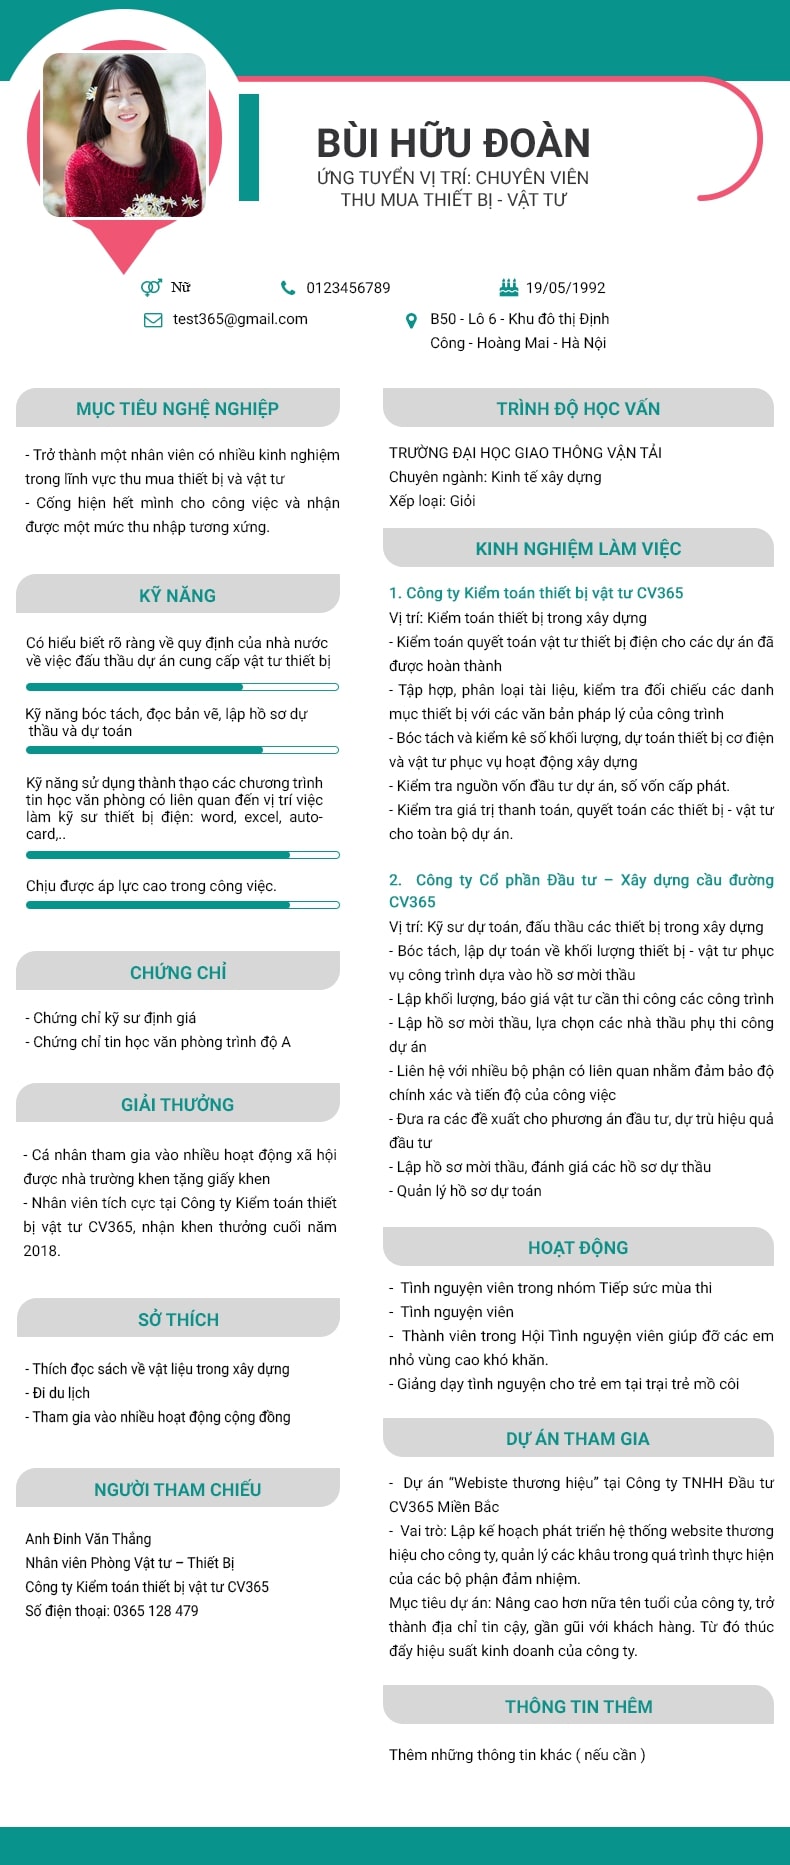 BÙI HỮU ĐOÀN
ỨNG TUYỂN VỊ TRÍ: CHUYÊN VIÊN
THU MUA THIẾT BỊ - VẬT TƯ
Nữ
0123456789
19/05/1992
test365@gmail.com
B50 - Lô 6 - Khu đô thị Định
Công - Hoàng Mai - Hà Nội
MỤC TIÊU NGHỆ NGHIỆP
- Trở thành một nhân viên có nhiều kinh nghiệm
trong lĩnh vực thu mua thiết bị và vật tư
- Cống hiện hết mình cho công việc và nhận
được một mức thu nhập tương xứng.
KỸ NĂNG
Có hiểu biết rõ ràng về quy định của nhà nước
về việc đấu thầu dự án cung cấp vật tư thiết bị
Kỹ năng bóc tách, đọc bản vẽ, lập hồ sơ dự
thầu và dự toán
Kỹ năng sử dụng thành thạo các chương trình
tin học văn phòng có liên quan đến vị trí việc
làm kỹ sư thiết bị điện: word, excel, auto-
card,..
Chịu được áp lực cao trong công việc.
CHỨNG CHỈ
- Chứng chỉ kỹ sư định giá
- Chứng chỉ tin học văn phòng trình độ A
GIẢI THƯỞNG
- Cá nhân tham gia vào nhiều hoạt động xã hội
được nhà trường khen tặng giấy khen
- Nhân viên tích cực tại Công ty Kiểm toán thiết
bị vật tư CV365, nhận khen thưởng cuối năm
2018.
SỞ THÍCH
- Thích đọc sách về vật liệu trong xây dựng
- Đi du lịch
- Tham gia vào nhiều hoạt động cộng đồng
NGƯỜI THAM CHIẾU
Anh Đinh Văn Thắng
Nhân viên Phòng Vật tư – Thiết Bị
Công ty Kiểm toán thiết bị vật tư CV365
Số điện thoại: 0365 128 479
TRÌNH ĐỘ HỌC VẤN
TRƯỜNG ĐẠI HỌC GIAO THÔNG VẬN TẢI
Chuyên ngành: Kinh tế xây dựng
Xếp loại: Giỏi
KINH NGHIỆM LÀM VIỆC
1. Công ty Kiểm toán thiết bị vật tư CV365
Vị trí: Kiểm toán thiết bị trong xây dựng
- Kiểm toán quyết toán vật tư thiết bị điện cho các dự án đã
được hoàn thành
- Tập hợp, phân loại tài liệu, kiểm tra đối chiếu các danh
mục thiết bị với các văn bản pháp lý của công trình
- Bóc tách và kiểm kê số khối lượng, dự toán thiết bị cơ điện
và vật tư phục vụ hoạt động xây dựng
- Kiểm tra nguồn vốn đầu tư dự án, số vốn cấp phát.
- Kiểm tra giá trị thanh toán, quyết toán các thiết bị - vật tư
cho toàn bộ dự án.
2. Công ty Cổ phần Đầu tư – Xây dựng cầu đường
CV365
Vị trí: Kỹ sư dự toán, đấu thầu các thiết bị trong xây dựng
- Bóc tách, lập dự toán về khối lượng thiết bị - vật tư phục
vụ công trình dựa vào hồ sơ mời thầu
- Lập khối lượng, báo giá vật tư cần thi công các công trình
- Lập hồ sơ mời thầu, lựa chọn các nhà thầu phụ thi công
dự án
- Liên hệ với nhiều bộ phận có liên quan nhằm đảm bảo độ
chính xác và tiến độ của công việc
- Đưa ra các đề xuất cho phương án đầu tư, dự trù hiệu quả
đầu tư
- Lập hồ sơ mời thầu, đánh giá các hồ sơ dự thầu
- Quản lý hồ sơ dự toán
HOẠT ĐỘNG
- Tình nguyện viên trong nhóm Tiếp sức mùa thi
- Tình nguyện viên
- Thành viên trong Hội Tình nguyện viên giúp đỡ các em
nhỏ vùng cao khó khăn.
- Giảng dạy tình nguyện cho trẻ em tại trại trẻ mồ côi
DỰ ÁN THAM GIA
- Dự án “Webiste thương hiệu” tại Công ty TNHH Đầu tư
CV365 Miền Bắc
- Vai trò: Lập kế hoạch phát triển hệ thống website thương
hiệu cho công ty, quản lý các khâu trong quá trình thực hiện
của các bộ phận đảm nhiệm.
Mục tiêu dự án: Nâng cao hơn nữa tên tuổi của công ty, trở
thành địa chỉ tin cậy, gần gũi với khách hàng. Từ đó thúc
đẩy hiệu suất kinh doanh của công ty.
THÔNG TIN THÊM
Thêm những thông tin khác ( nếu cần )